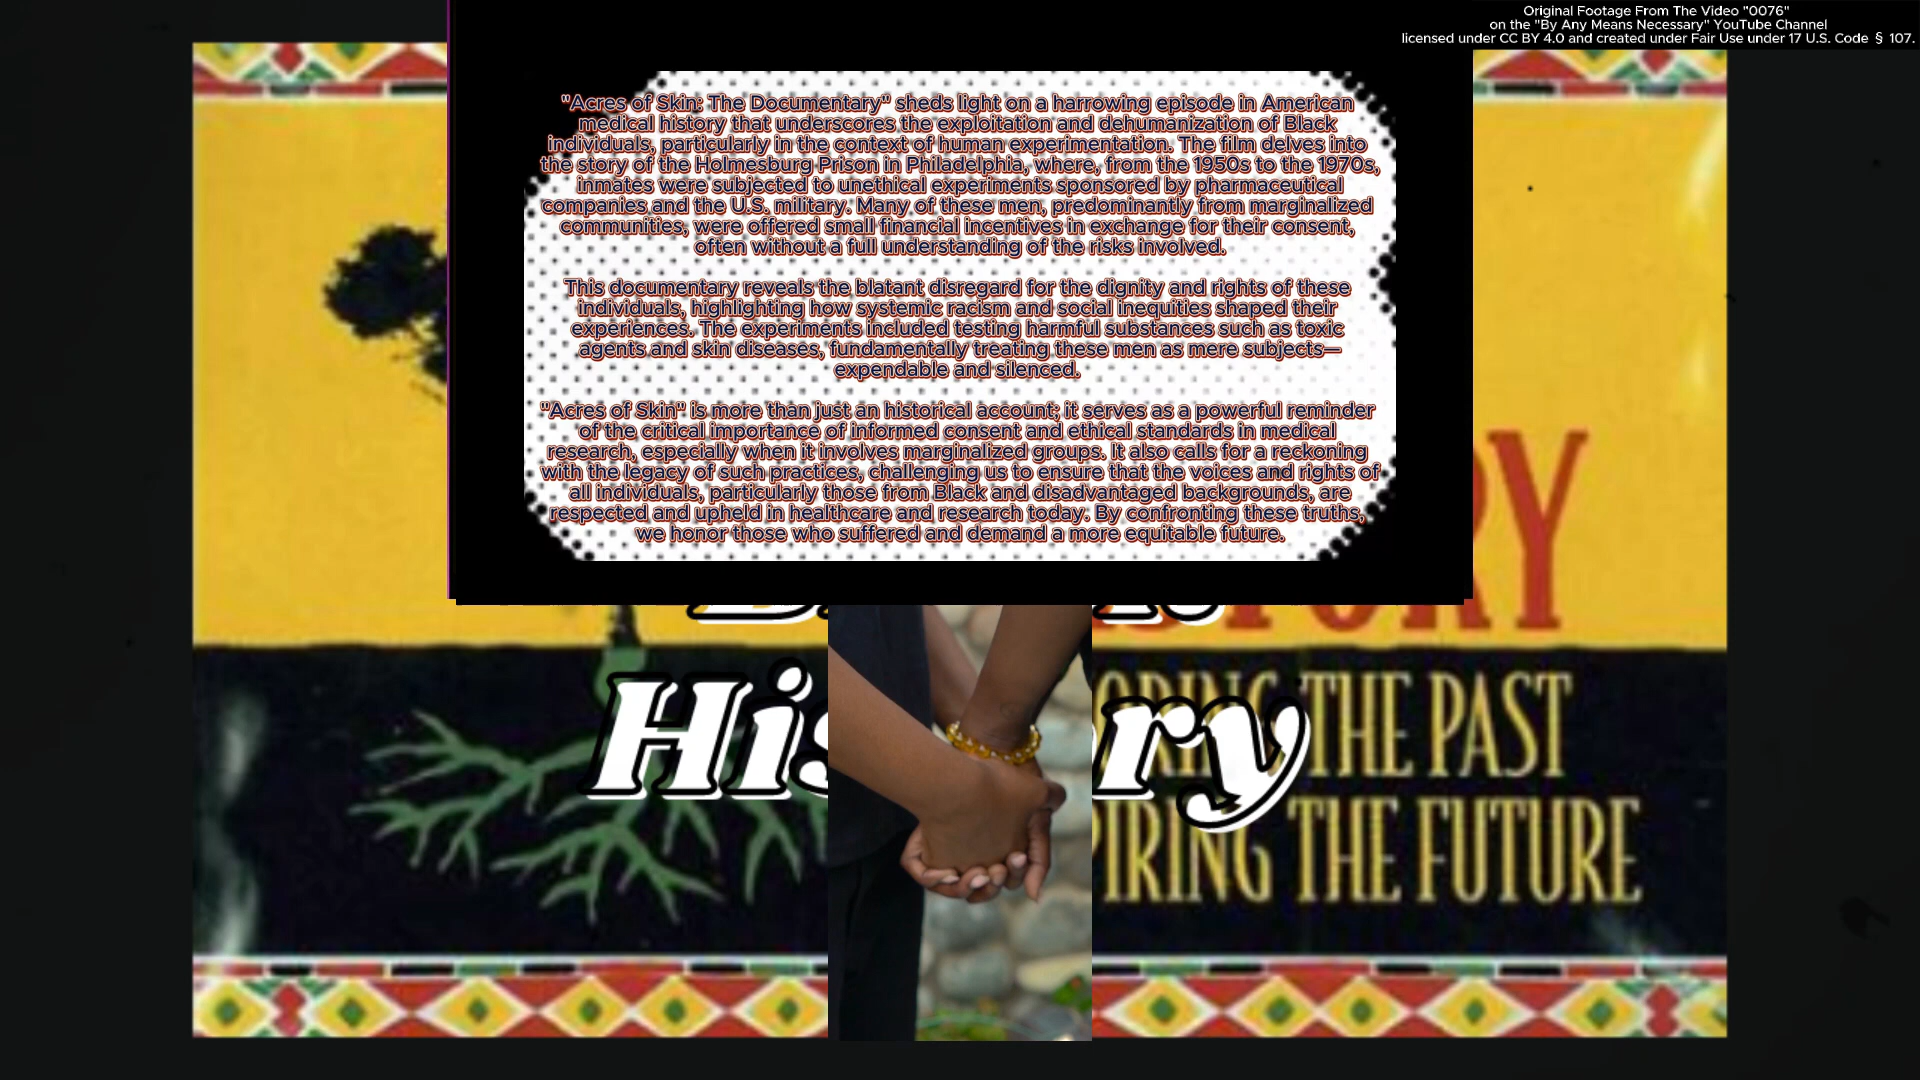 Original Footage From The Video "0076"
on the "By Any Means Necessary" YouTube Channel
licensed under CC BY 4.0 and created under Fair Use under 17 U.S. Code § 107.
"Acres of Skin: The Documentary" sheds light on a harrowing episode in American
medical history that underscores the exploitation and dehumanization of Black
individuals, particularly in the context of human experimentation. The film delves into
the story of the Holmesburg Prison in Philadelphia, where, from the 1950s to the 1970s,
inmates were subjected to unethical experiments sponsored by pharmaceutical
companies and the U.S. military. Many of these men, predominantly from marginalized
communities, were offered small financial incentives in exchange for their consent,
often without a full understanding of the risks involved.
This documentary reveals the blatant disregard for the dignity and rights of these
individuals, highlighting how systemic racism and social inequities shaped their
experiences. The experiments included testing harmful substances such as toxic
agents and skin diseases, fundamentally treating these men as mere subjects—
expendable and silenced.
"Acres of Skin" is more than just an historical account; it serves as a powerful reminder
of the critical importance of informed consent and ethical standards in medical
research, especially when it involves marginalized groups. It also calls for a reckoning
with the legacy of such practices, challenging us to ensure that the voices and rights of
all individuals, particularly those from Black and disadvantaged backgrounds, are
respected and upheld in healthcare and research today. By confronting these truths,
we honor those who suffered and demand a more equitable future.
THE PAST
THE FUTURE